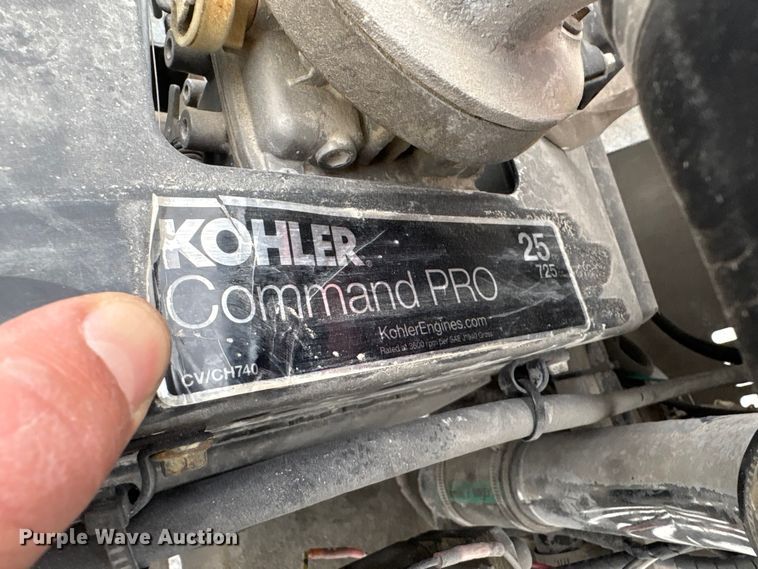 KOHLER®
25
725
Command PRO
KohlerEngines.com
Rated at 3600 rpm per SAE J1940 Gross
CV/CH740
Purple Wave Auction®